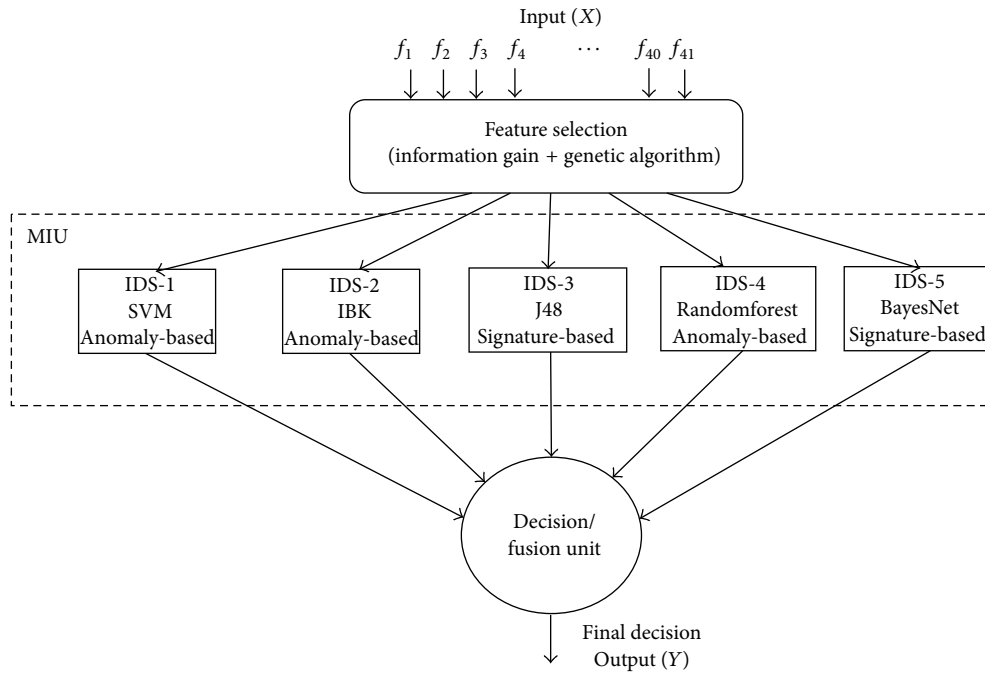 Input (X)
f1 f2 f3 f4 ... f40 f41
Feature selection
(information gain + genetic algorithm)
MIU
IDS-1
SVM
Anomaly-based
IDS-2
IBK
Anomaly-based
IDS-3
J48
Signature-based
IDS-4
Randomforest
Anomaly-based
IDS-5
BayesNet
Signature-based
Decision/
fusion unit
Final decision
Output (Y)